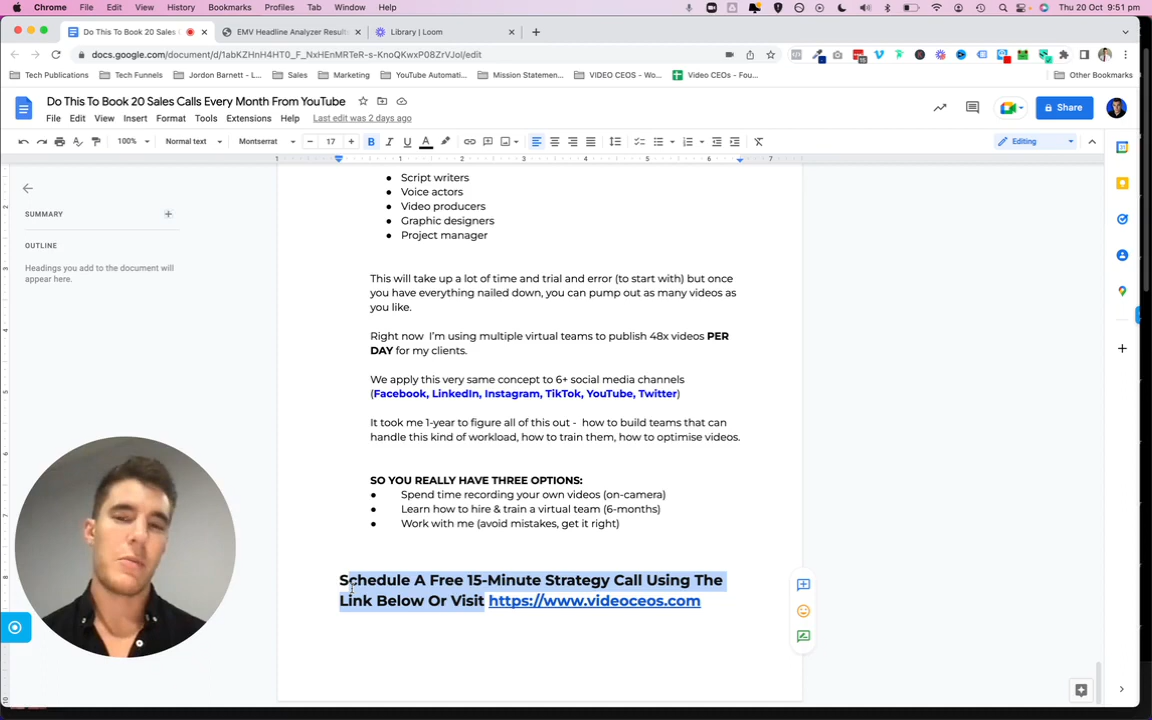 Chrome File Edit View History Bookmarks Profiles Tab Window Help Thu 20 Oct 9:51 pm
Do This To Book 20 Sales EMV Headline Analyzer Result Library | Loom
docs.google.com/document/d/1abKZHnH4HT0_F_NxHEnMRTeR-s-KnoQKwxP08ZrVJoI/edit
Tech Publications Tech Funnels Jordan Barnett - L... Sales Marketing YouTube Automati... Mission Statemen... VIDEO CEOS - Wo... Video CEOs - Fou... Other Bookmarks
Do This To Book 20 Sales Calls Every Month From YouTube
Share
File Edit View Insert Format Tools Extensions Help Last edit was 2 days ago
100% Normal text Montserrat 17 Editing
SUMMARY
OUTLINE
Headings you add to the document will
appear here.
● Script writers
● Voice actors
● Video producers
● Graphic designers
● Project manager
This will take up a lot of time and trial and error (to start with) but once
you have everything nailed down, you can pump out as many videos as
you like.
Right now I'm using multiple virtual teams to publish 48x videos PER
DAY for my clients.
We apply this very same concept to 6+ social media channels
(Facebook, LinkedIn, Instagram, TikTok, YouTube, Twitter)
It took me 1-year to figure all of this out - how to build teams that can
handle this kind of workload, how to train them, how to optimise videos.
SO YOU REALLY HAVE THREE OPTIONS:
● Spend time recording your own videos (on-camera)
● Learn how to hire & train a virtual team (6-months)
● Work with me (avoid mistakes, get it right)
Schedule A Free 15-Minute Strategy Call Using The
Link Below Or Visit https://www.videoceos.com